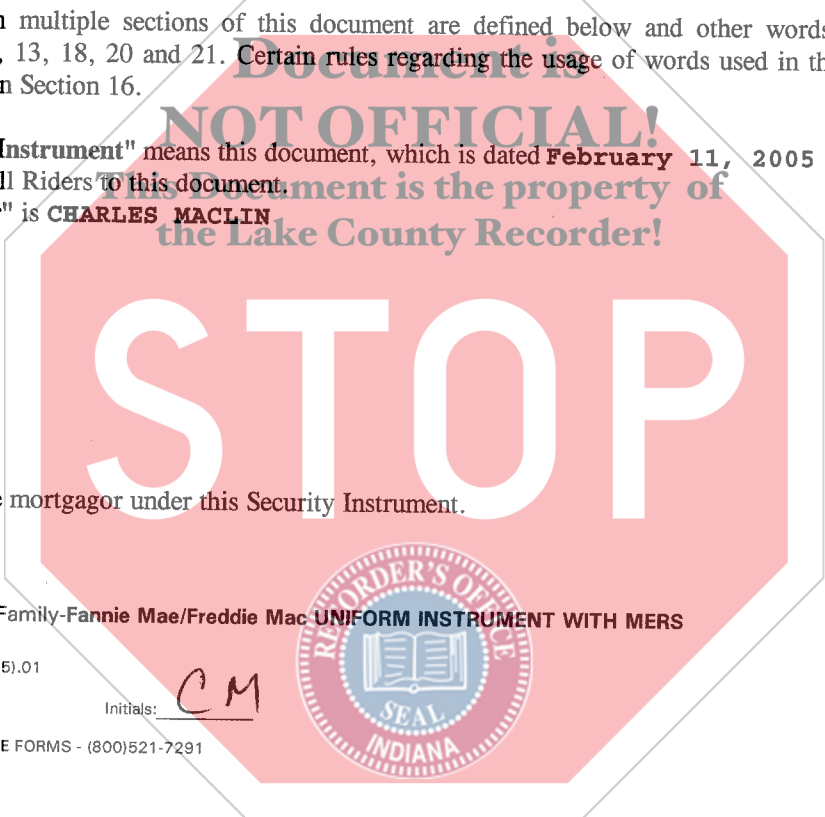 multiple sections of this document are defined below and other words
, 13, 18, 20 and 21. Certain rules regarding the usage of words used in th
n Section 16.
Document is
NOT OFFICIAL!
Instrument" means this document, which is dated February 11, 2005
ll Riders to this document.
This Document is the property of
" is CHARLES MACLIN
the Lake County Recorder!
STOP
mortgagor under this Security Instrument.
RECORDER'S OFFICE
Family-Fannie Mae/Freddie Mac UNIFORM INSTRUMENT WITH MERS
5).01
Initials: CM
SEAL
INDIANA
E FORMS - (800)521-7291